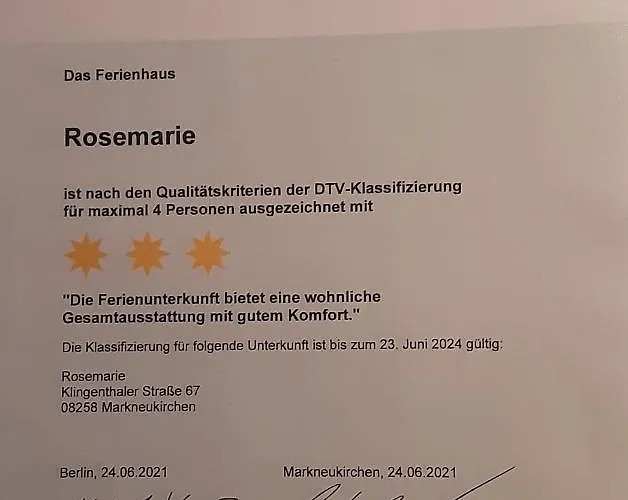 Das Ferienhaus
Rosemarie
ist nach den Qualitätskriterien der DTV-Klassifizierung
für maximal 4 Personen ausgezeichnet mit
"Die Ferienunterkunft bietet eine wohnliche
Gesamtausstattung mit gutem Komfort."
Die Klassifizierung für folgende Unterkunft ist bis zum 23. Juni 2024 gültig:
Rosemarie
Klingenthaler Straße 67
08258 Markneukirchen
Berlin, 24.06.2021 Markneukirchen, 24.06.2021